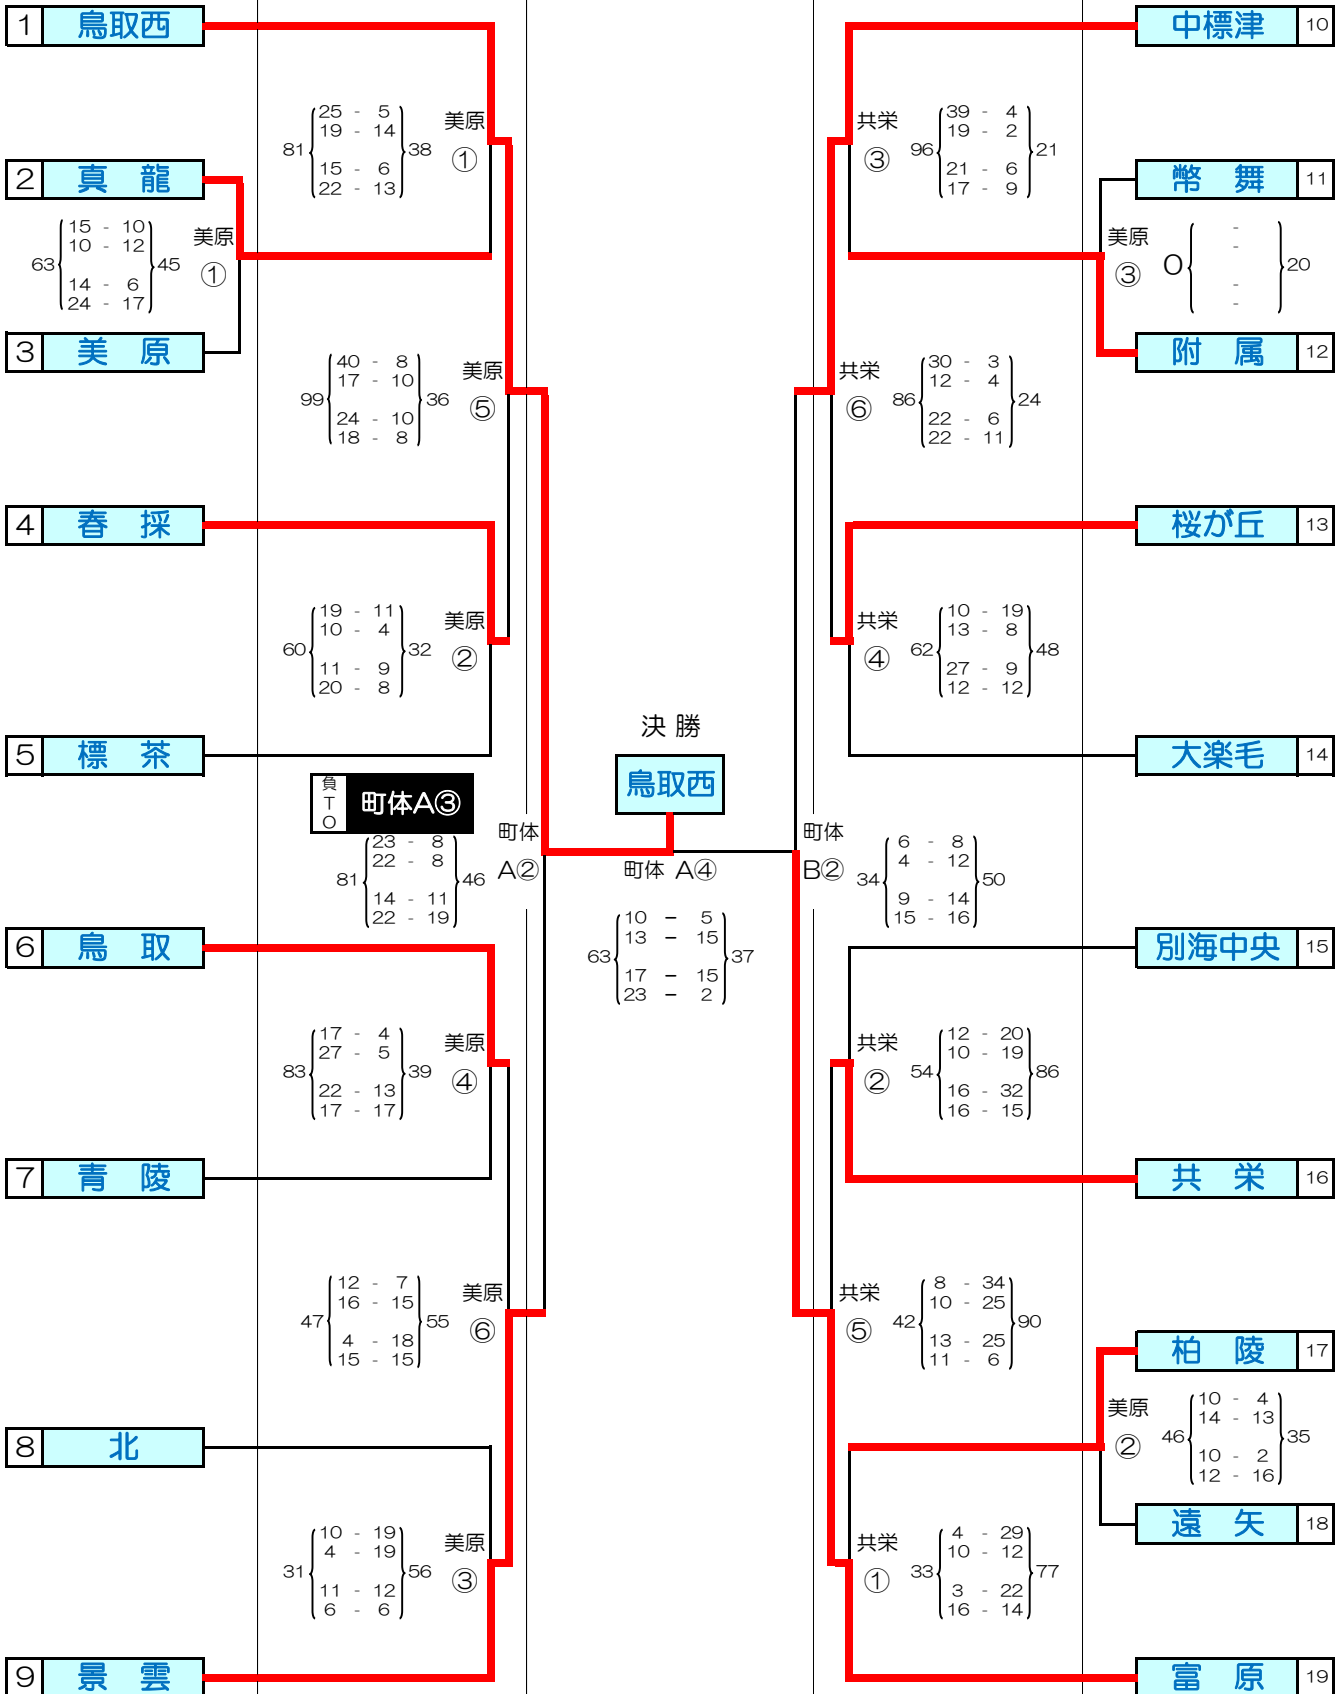 1 鳥取西
中標津 10
25 - 5
19 - 14
81 38
15 - 6
22 - 13
美原
①
共栄
③
39 - 4
19 - 2
96 21
21 - 6
17 - 9
2 真 龍
幣 舞 11
15 - 10
10 - 12
63 45
14 - 6
24 - 17
美原
①
美原
③
-
-
0 20
-
-
3 美 原
附 属 12
40 - 8
17 - 10
99 36
24 - 10
18 - 8
美原
⑤
共栄
⑥
30 - 3
12 - 4
86 24
22 - 6
22 - 11
4 春 採
桜が丘 13
19 - 11
10 - 4
60 32
11 - 9
20 - 8
美原
②
共栄
④
10 - 19
13 - 8
62 48
27 - 9
12 - 12
5 標 茶
大楽毛 14
決 勝
鳥取西
負TO 町体A③
23 - 8
22 - 8
81 46
14 - 11
22 - 19
町体
A②
町体 A④
町体
B②
6 - 8
4 - 12
34 50
9 - 14
15 - 16
10 - 5
13 - 15
63 37
17 - 15
23 - 2
6 鳥 取
別海中央 15
17 - 4
27 - 5
83 39
22 - 13
17 - 17
美原
④
共栄
②
12 - 20
10 - 19
54 86
16 - 32
16 - 15
7 青 陵
共 栄 16
12 - 7
16 - 15
47 55
4 - 18
15 - 15
美原
⑥
共栄
⑤
8 - 34
10 - 25
42 90
13 - 25
11 - 6
柏 陵 17
美原
②
10 - 4
14 - 13
46 35
10 - 2
12 - 16
8 北
遠 矢 18
10 - 19
4 - 19
31 56
11 - 12
6 - 6
美原
③
共栄
①
4 - 29
10 - 12
33 77
3 - 22
16 - 14
9 景 雲
富 原 19